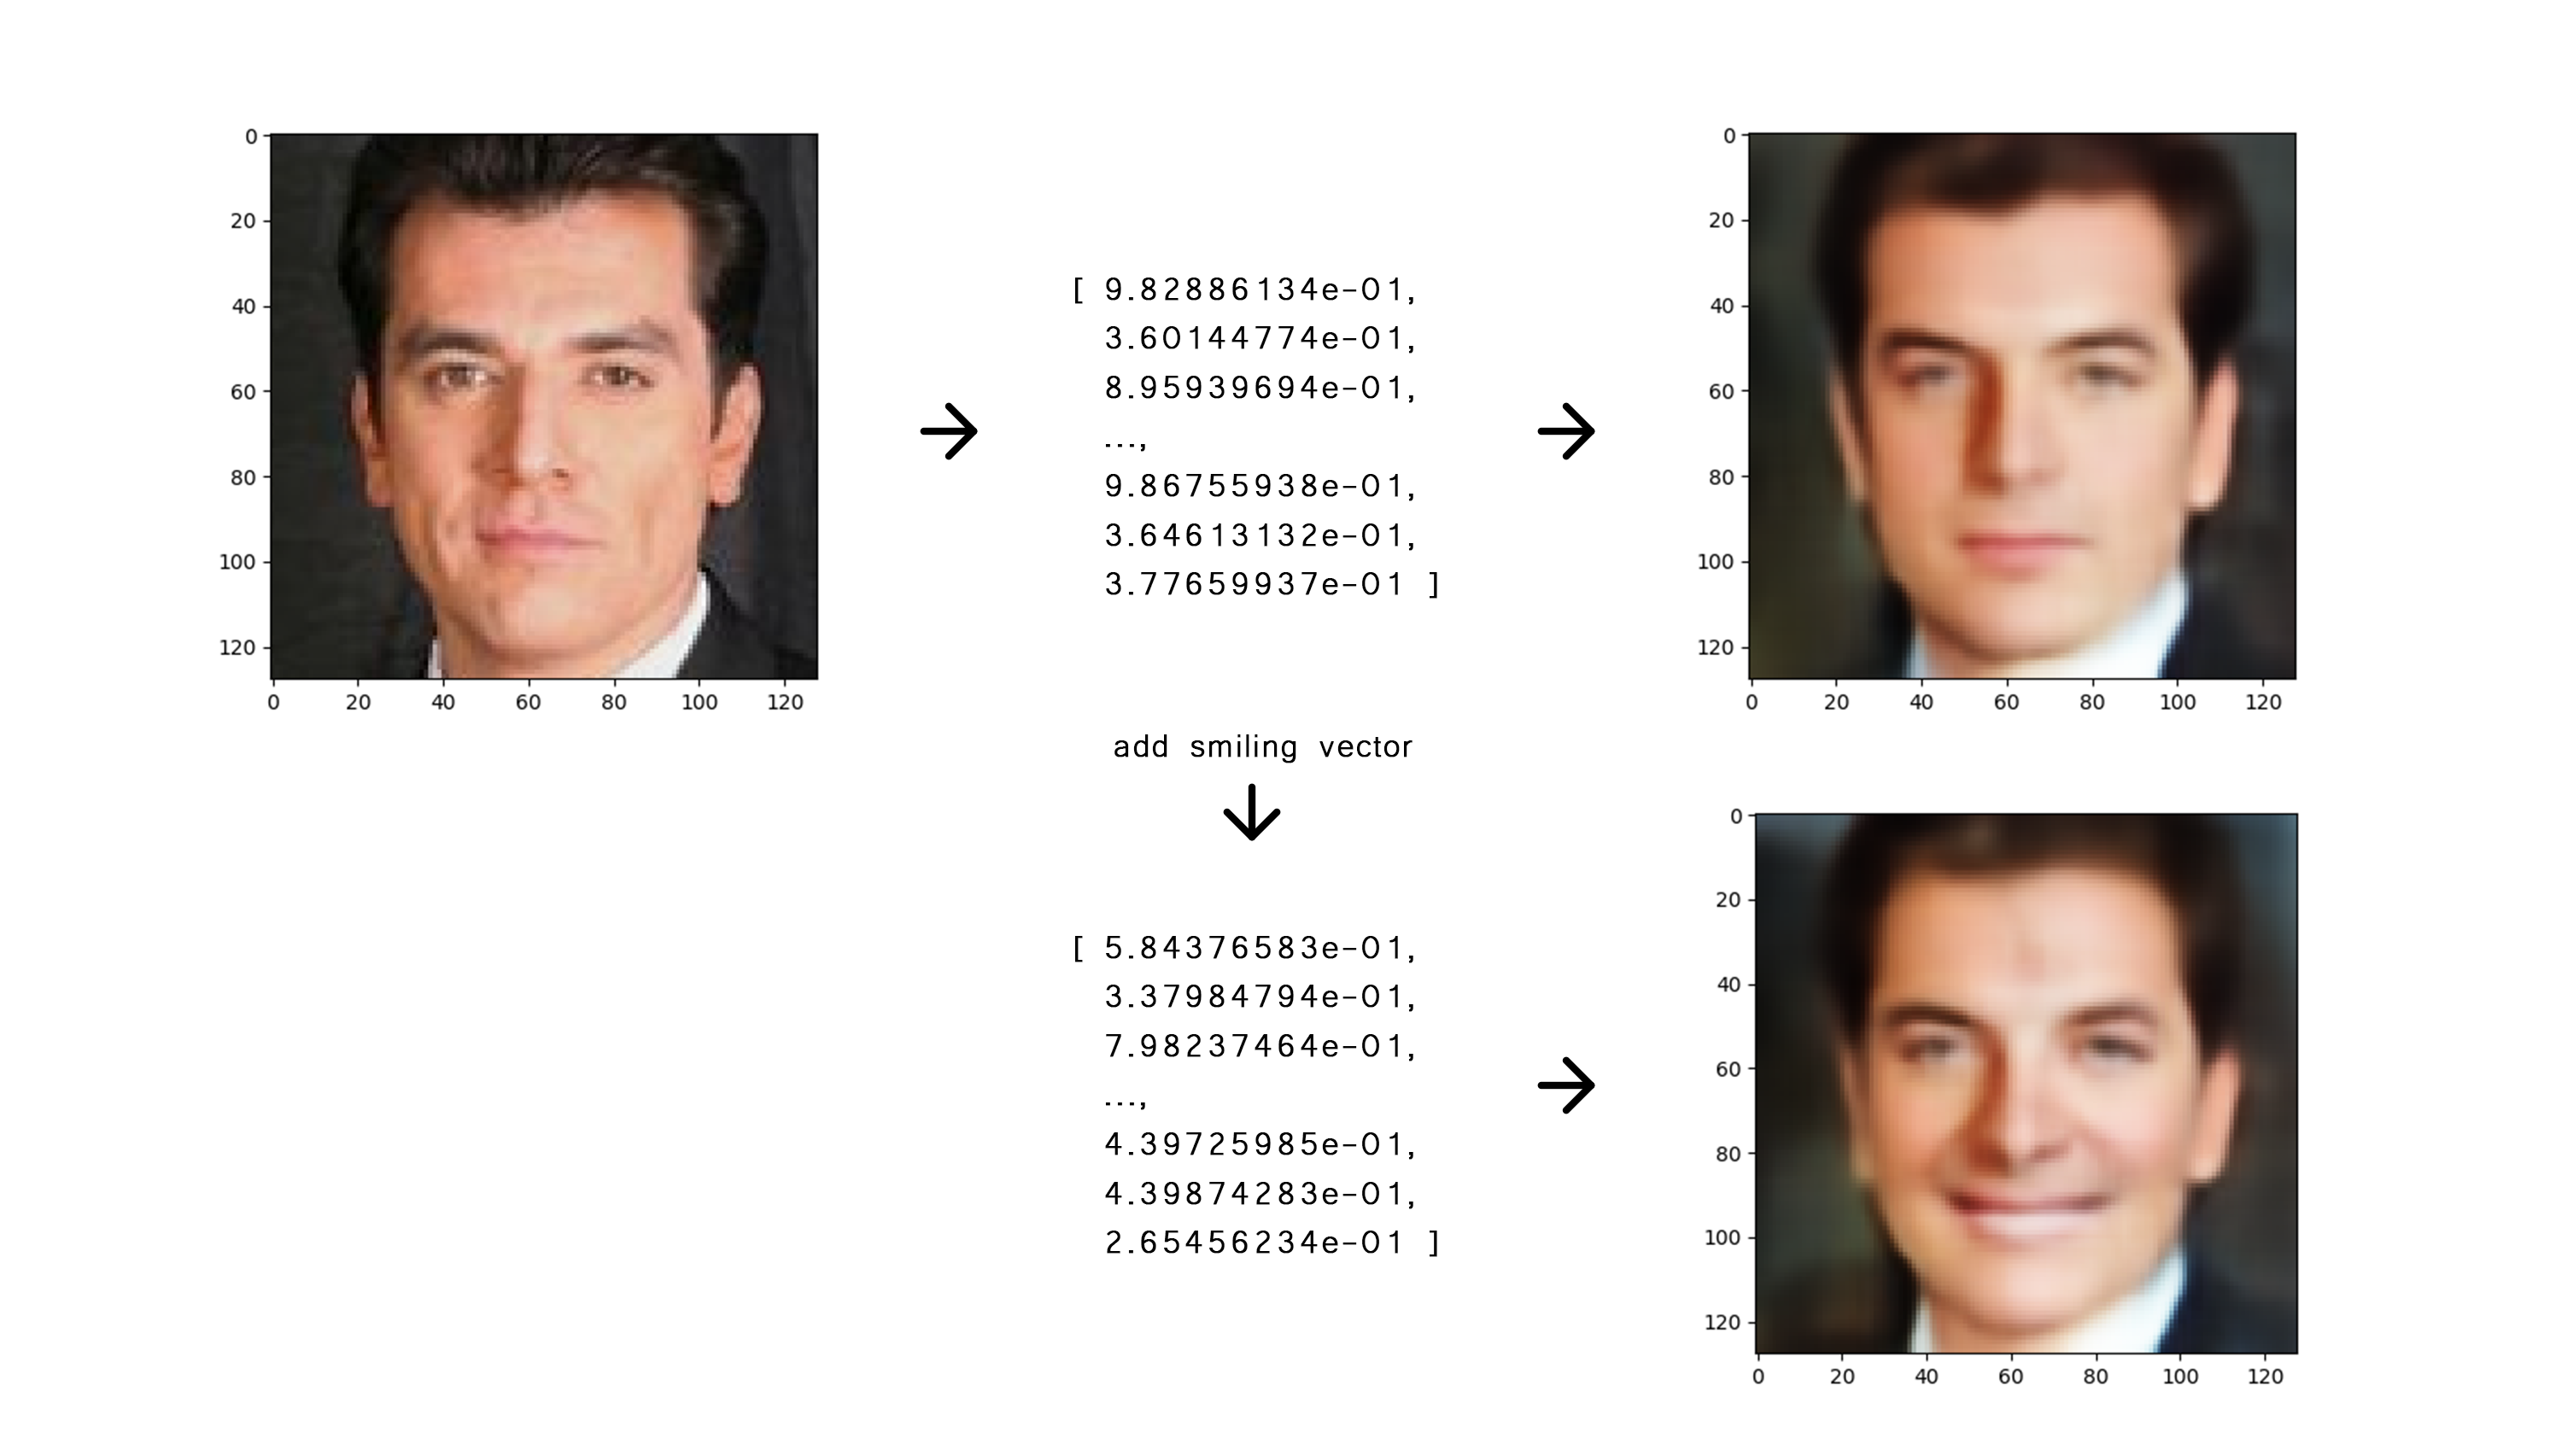 0
20
40
60
80
100
120
0 20 40 60 80 100 120
[ 9.82886134e-01,
3.60144774e-01,
8.95939694e-01,
...,
9.86755938e-01,
3.64613132e-01,
3.77659937e-01 ]
0
20
40
60
80
100
120
0 20 40 60 80 100 120
add smiling vector
[ 5.84376583e-01,
3.37984794e-01,
7.98237464e-01,
...,
4.39725985e-01,
4.39874283e-01,
2.65456234e-01 ]
0
20
40
60
80
100
120
0 20 40 60 80 100 120